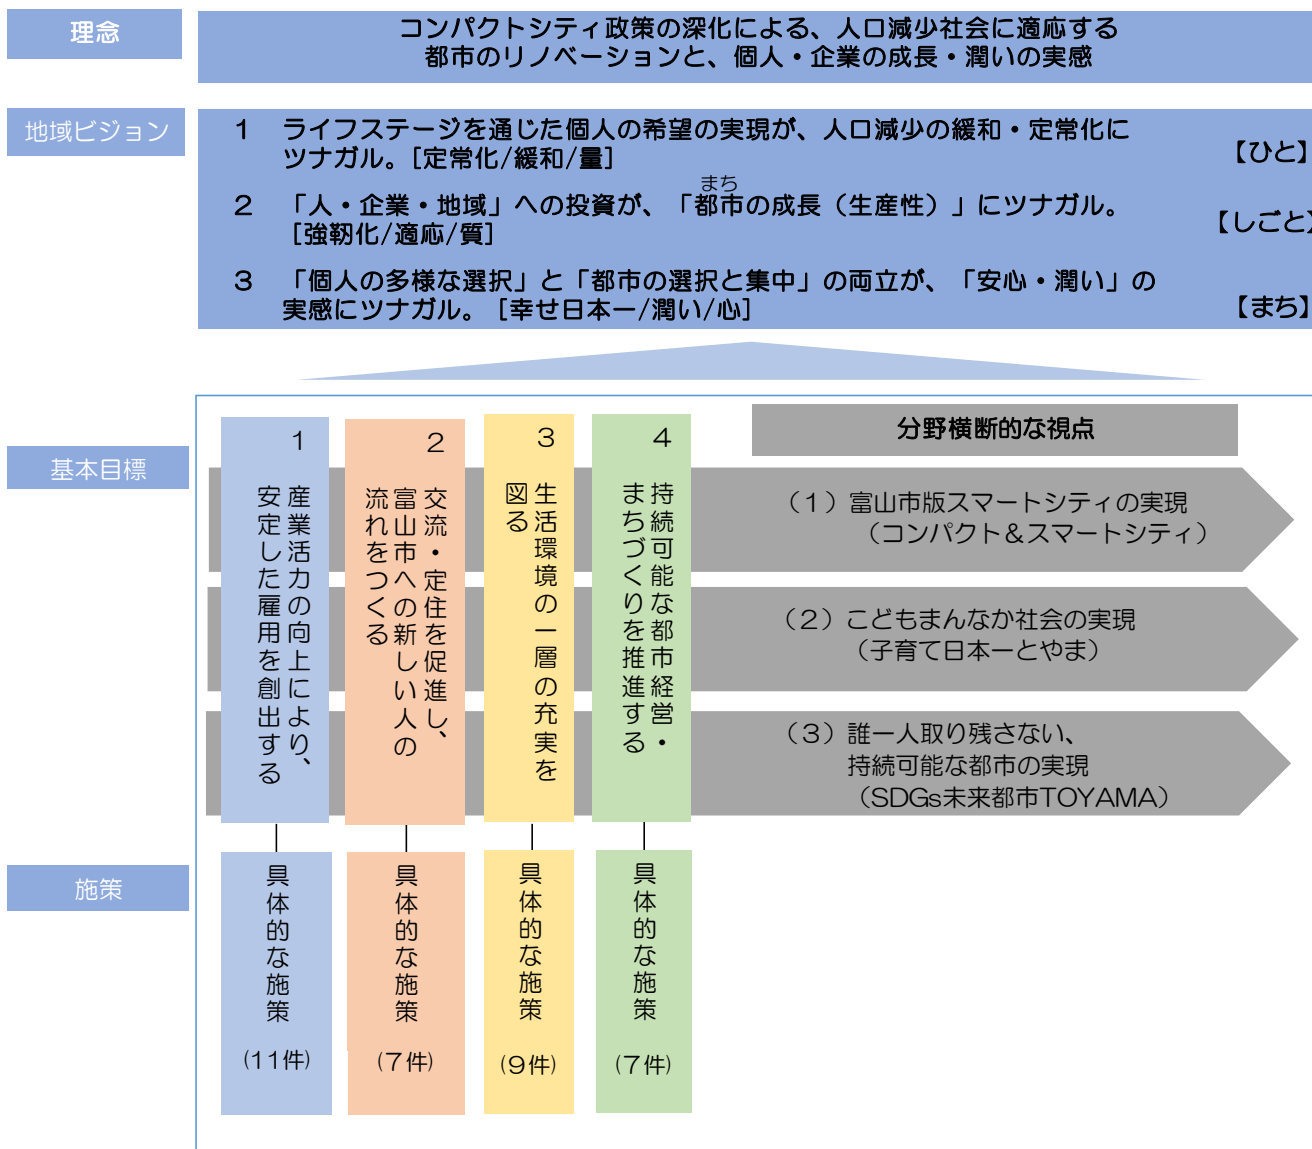 理念
コンパクトシティ政策の深化による、人口減少社会に適応する
都市のリノベーションと、個人・企業の成長・潤いの実感
地域ビジョン
1 ライフステージを通じた個人の希望の実現が、人口減少の緩和・定常化に
ツナガル。[定常化/緩和/量]
【ひと】
まち
2 「人・企業・地域」への投資が、「都市の成長（生産性）」にツナガル。
[強靭化/適応/質]
【しごと】
3 「個人の多様な選択」と「都市の選択と集中」の両立が、「安心・潤い」の
実感にツナガル。［幸せ日本一/潤い/心］
【まち】
基本目標
1
産業活力の向上により、
安定した雇用を創出する
2
交流・定住を促進し、
富山市への新しい人の
流れをつくる
3
生活環境の一層の充実を
図る
4
持続可能な都市経営・
まちづくりを推進する
分野横断的な視点
（1）富山市版スマートシティの実現
（コンパクト＆スマートシティ）
（2）こどもまんなか社会の実現
（子育て日本一とやま）
（3）誰一人取り残さない、
持続可能な都市の実現
（SDGs未来都市TOYAMA）
施策
具体的な施策
(11件)
具体的な施策
(7件)
具体的な施策
(9件)
具体的な施策
(7件)